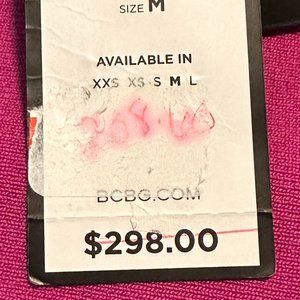 SIZE M
AVAILABLE IN
XXS XS S M L
BCBG.COM
$298.00